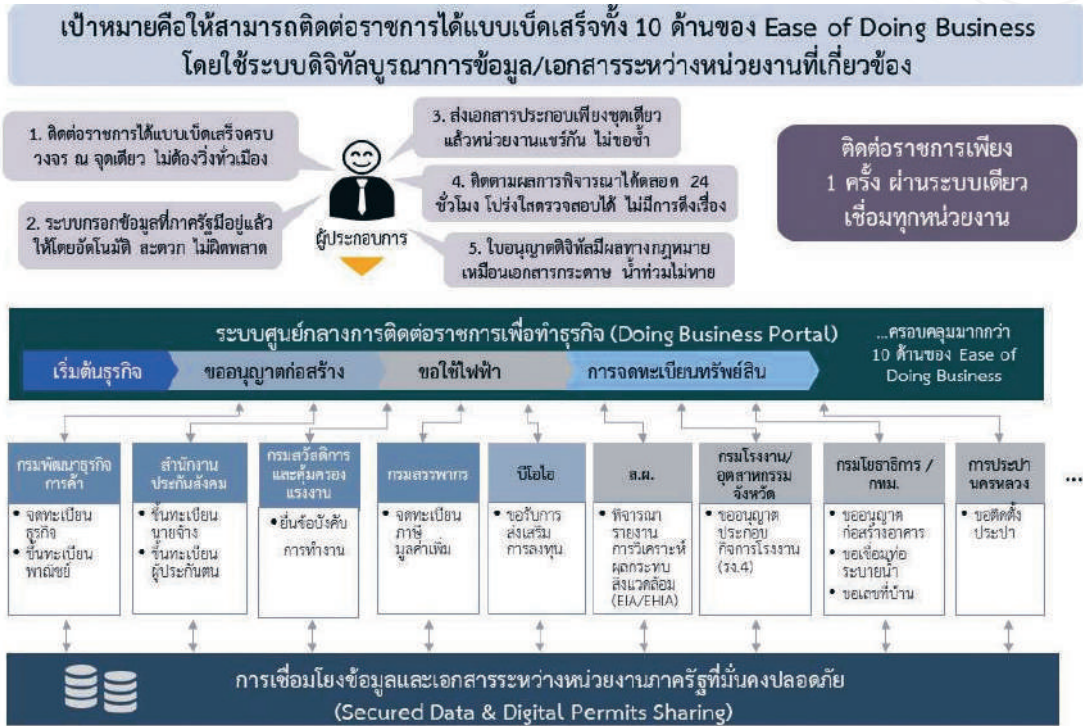 เป้าหมายคือให้สามารถติดต่อราชการได้แบบเบ็ดเสร็จทั้ง 10 ด้านของ Ease of Doing Business
โดยใช้ระบบดิจิทัลบูรณาการข้อมูล/เอกสารระหว่างหน่วยงานที่เกี่ยวข้อง
1. ติดต่อราชการได้แบบเบ็ดเสร็จครบ
วงจร ณ จุดเดียว ไม่ต้องวิ่งทั่วเมือง
2. ระบบกรอกข้อมูลที่ภาครัฐมีอยู่แล้ว
ให้โดยอัตโนมัติ สะดวก ไม่ผิดพลาด
ผู้ประกอบการ
3. ส่งเอกสารประกอบเพียงชุดเดียว
แล้วหน่วยงานแชร์กัน ไม่ขอซ้ำ
4. ติดตามผลการพิจารณาได้ตลอด 24
ชั่วโมง โปร่งใสตรวจสอบได้ ไม่มีการดึงเรื่อง
5. ใบอนุญาตดิจิทัลมีผลทางกฎหมาย
เหมือนเอกสารกระดาษ น้ำท่วมไม่หาย
ติดต่อราชการเพียง
1 ครั้ง ผ่านระบบเดียว
เชื่อมทุกหน่วยงาน
ระบบศูนย์กลางการติดต่อราชการเพื่อทำธุรกิจ (Doing Business Portal)
เริ่มต้นธุรกิจ
ขออนุญาตก่อสร้าง
ขอใช้ไฟฟ้า
การจดทะเบียนทรัพย์สิน
...ครอบคลุมมากกว่า
10 ด้านของ Ease of
Doing Business
กรมพัฒนาธุรกิจ
การค้า
• จดทะเบียน
ธุรกิจ
• ขึ้นทะเบียน
พาณิชย์
สำนักงาน
ประกันสังคม
• ขึ้นทะเบียน
นายจ้าง
• ขึ้นทะเบียน
ผู้ประกันตน
กรมสวัสดิการ
และคุ้มครอง
แรงงาน
• ยื่นข้อบังคับ
การทำงาน
กรมสรรพากร
• จดทะเบียน
ภาษี
มูลค่าเพิ่ม
บีโอไอ
• ขอรับการ
ส่งเสริม
การลงทุน
ส.ผ.
• พิจารณา
รายงาน
การวิเคราะห์
ผลกระทบ
สิ่งแวดล้อม
(EIA/EHIA)
กรมโรงงาน/
อุตสาหกรรม
จังหวัด
• ขออนุญาต
ประกอบ
กิจการโรงงาน
(รง.4)
กรมโยธาธิการ /
กทม.
• ขออนุญาต
ก่อสร้างอาคาร
• ขอเชื่อมท่อ
ระบายน้ำ
• ขอเลขที่บ้าน
การประปา
นครหลวง
• ขอติดตั้ง
ประปา
...
การเชื่อมโยงข้อมูลและเอกสารระหว่างหน่วยงานภาครัฐที่มั่นคงปลอดภัย
(Secured Data & Digital Permits Sharing)